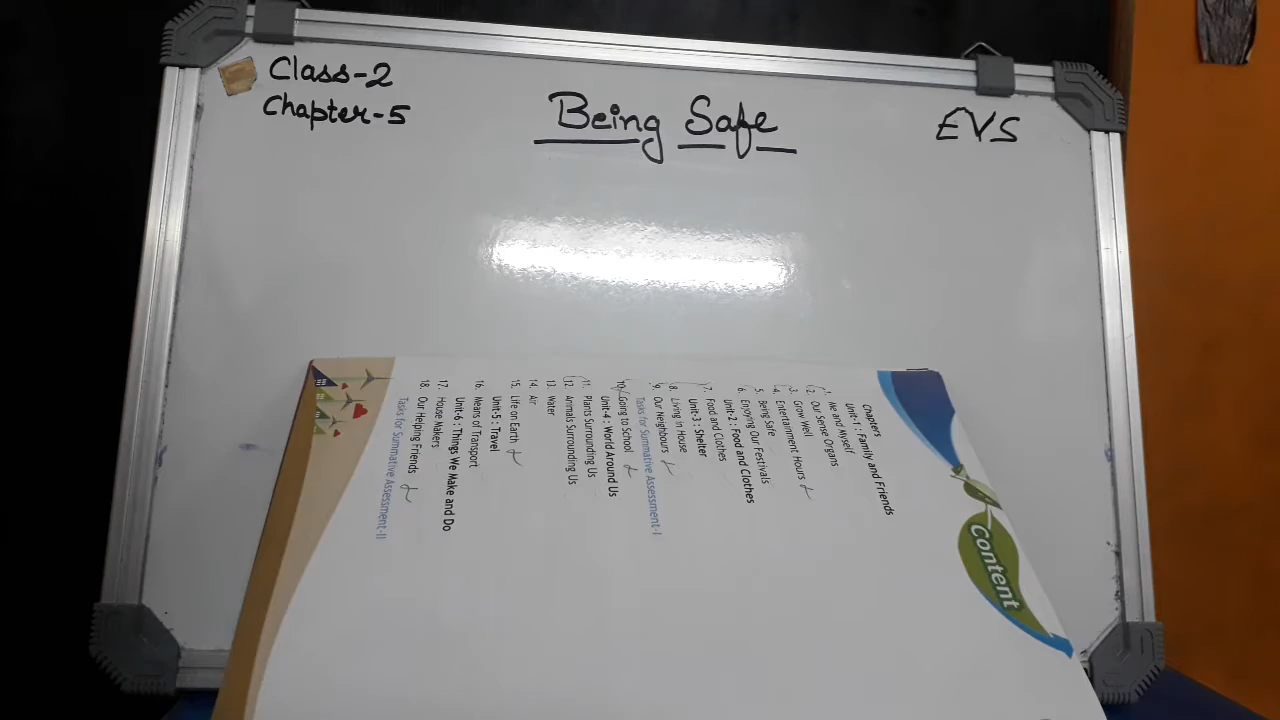 Class-2
Chapter-5
Being Safe
EVS
Content
Chapters
Unit-1 : Family and Friends
1. Me and Myself
2. Our Sense Organs
3. Grow Well
4. Entertainment Hours
5. Being Safe
6. Enjoying Our Festivals
Unit-2 : Food and Clothes
7. Food and Clothes
Unit-3 : Shelter
8. Living in House
9. Our Neighbours
Tasks for Summative Assessment-I
10. Going to School
Unit-4 : World Around Us
11. Plants Surrounding Us
12. Animals Surrounding Us
13. Water
14. Air
15. Life on Earth
Unit-5 : Travel
16. Means of Transport
Unit-6 : Things We Make and Do
17. House Makers
18. Our Helping Friends
Tasks for Summative Assessment-II